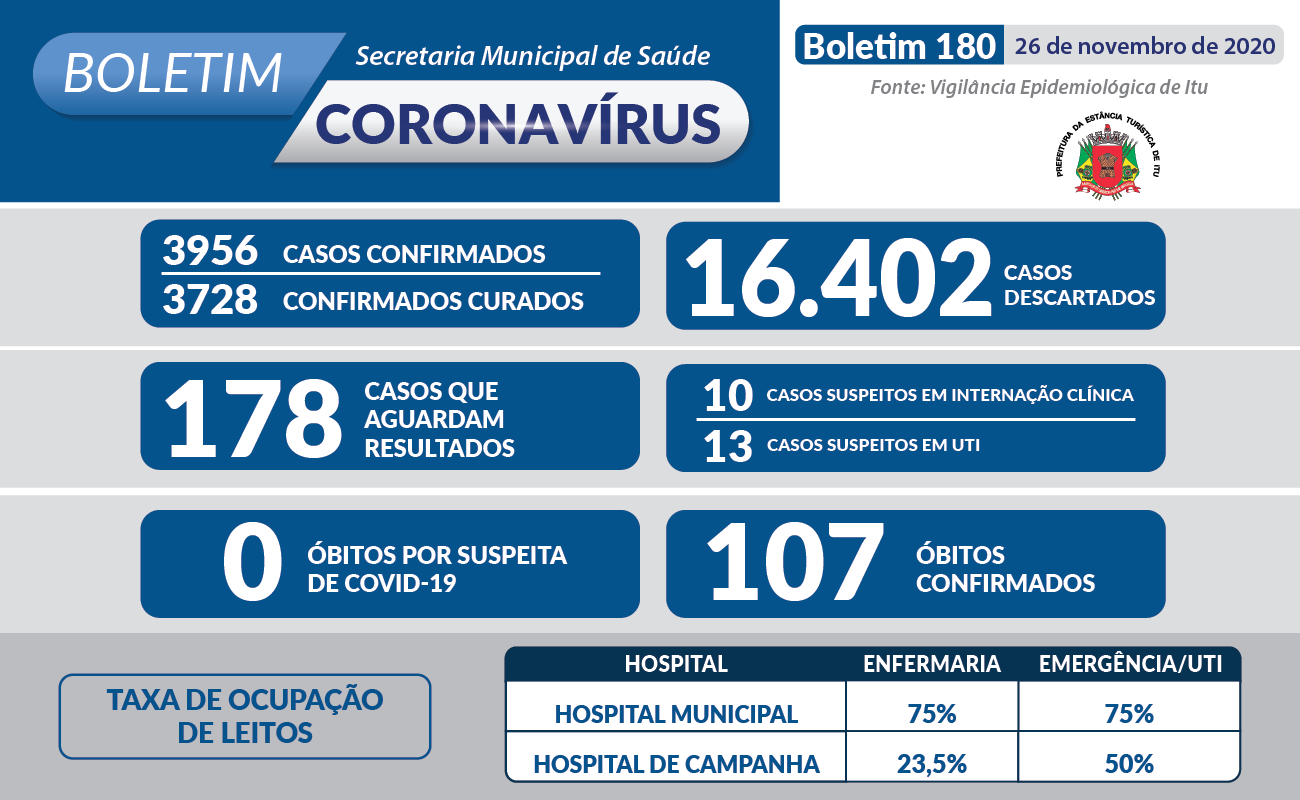 BOLETIM
Secretaria Municipal de Saúde
CORONAVÍRUS
Boletim 180 26 de novembro de 2020
Fonte: Vigilância Epidemiológica de Itu
PREFEITURA DA ESTÂNCIA TURÍSTICA DE ITU
3956 CASOS CONFIRMADOS
3728 CONFIRMADOS CURADOS
16.402 CASOS
DESCARTADOS
178 CASOS QUE
AGUARDAM
RESULTADOS
10 CASOS SUSPEITOS EM INTERNAÇÃO CLÍNICA
13 CASOS SUSPEITOS EM UTI
0 ÓBITOS POR SUSPEITA
DE COVID-19
107 ÓBITOS
CONFIRMADOS
TAXA DE OCUPAÇÃO
DE LEITOS
HOSPITAL ENFERMARIA EMERGÊNCIA/UTI
HOSPITAL MUNICIPAL 75% 75%
HOSPITAL DE CAMPANHA 23,5% 50%